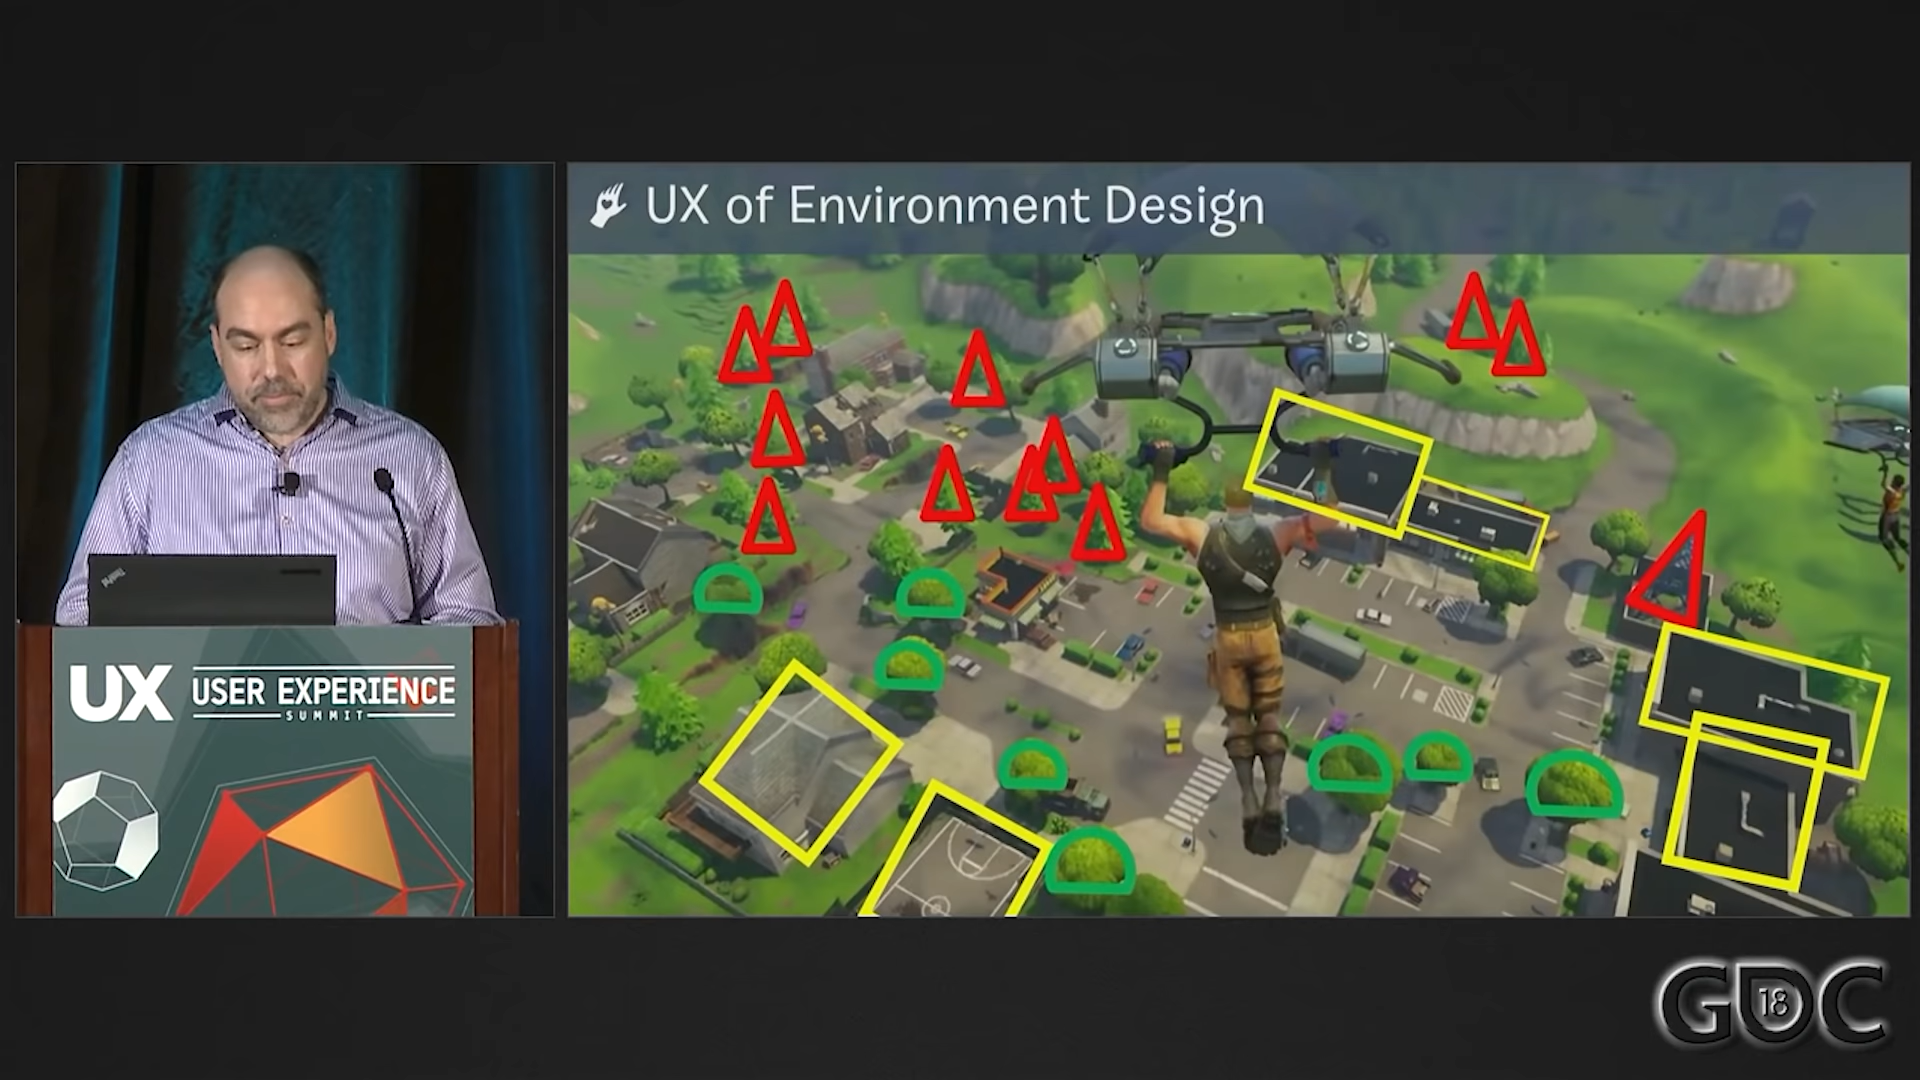 UX of Environment Design
UX USER EXPERIENCE
SUMMIT
GDC
18